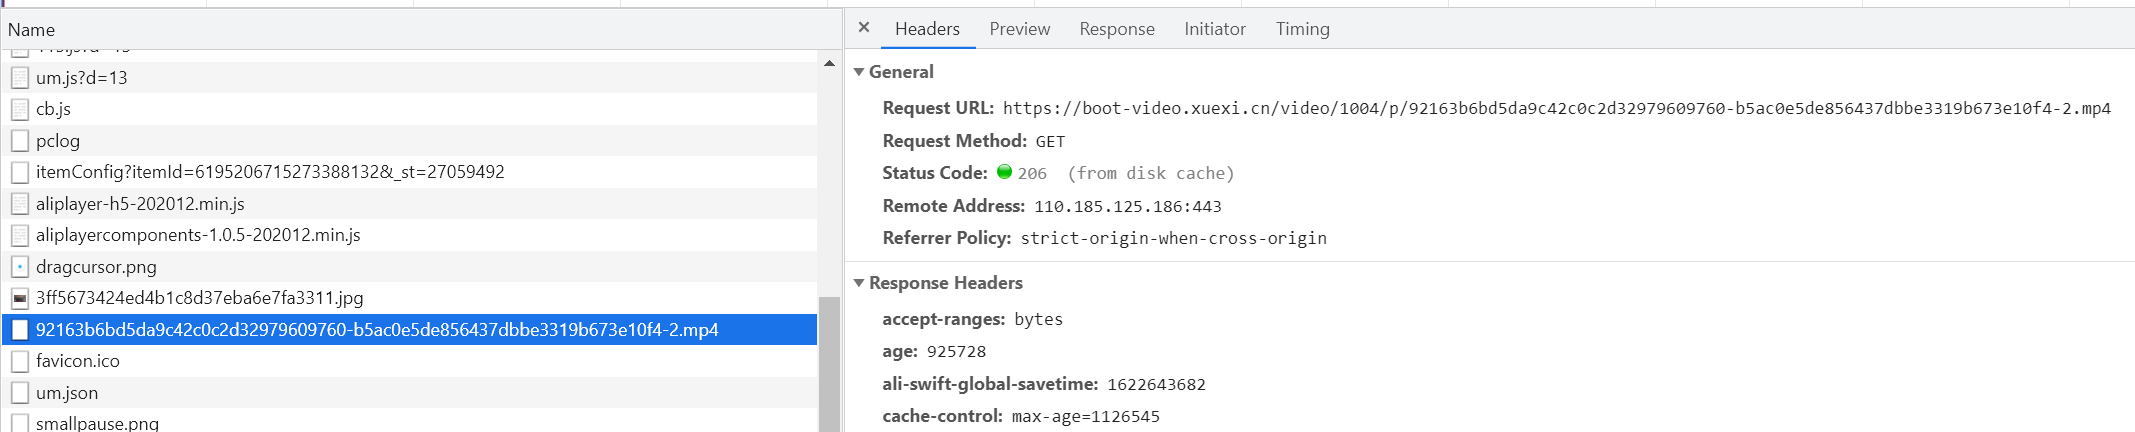 Name
um.js?d=13
cb.js
pclog
itemConfig?itemId=6195206715273388132&_st=27059492
aliplayer-h5-202012.min.js
aliplayercomponents-1.0.5-202012.min.js
dragcursor.png
3ff5673424ed4b1c8d37eba6e7fa3311.jpg
92163b6bd5da9c42c0c2d32979609760-b5ac0e5de856437dbbe3319b673e10f4-2.mp4
favicon.ico
um.json
smallpause.png
× Headers Preview Response Initiator Timing
General
Request URL: https://boot-video.xuexi.cn/video/1004/p/92163b6bd5da9c42c0c2d32979609760-b5ac0e5de856437dbbe3319b673e10f4-2.mp4
Request Method: GET
Status Code: 206 (from disk cache)
Remote Address: 110.185.125.186:443
Referrer Policy: strict-origin-when-cross-origin
Response Headers
accept-ranges: bytes
age: 925728
ali-swift-global-savetime: 1622643682
cache-control: max-age=1126545